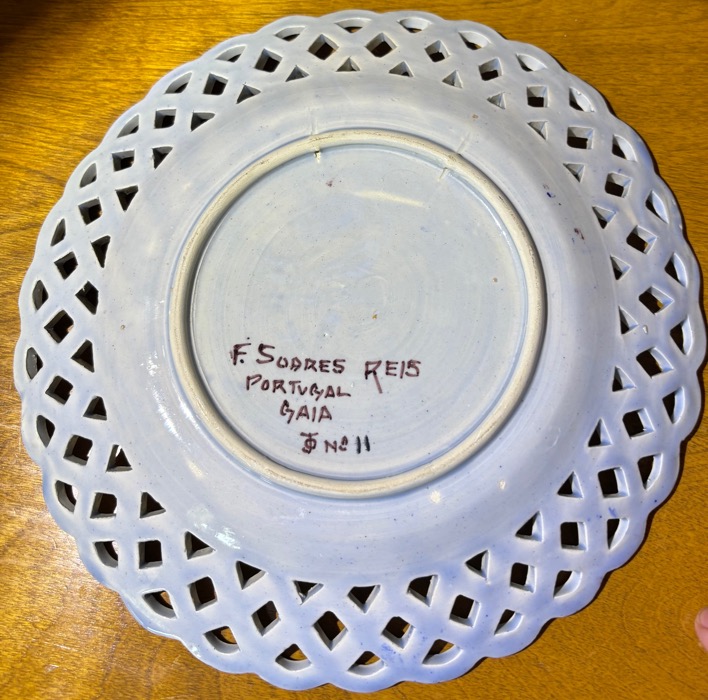 F. SOARES REIS
PORTUGAL
GAIA
Nº 11